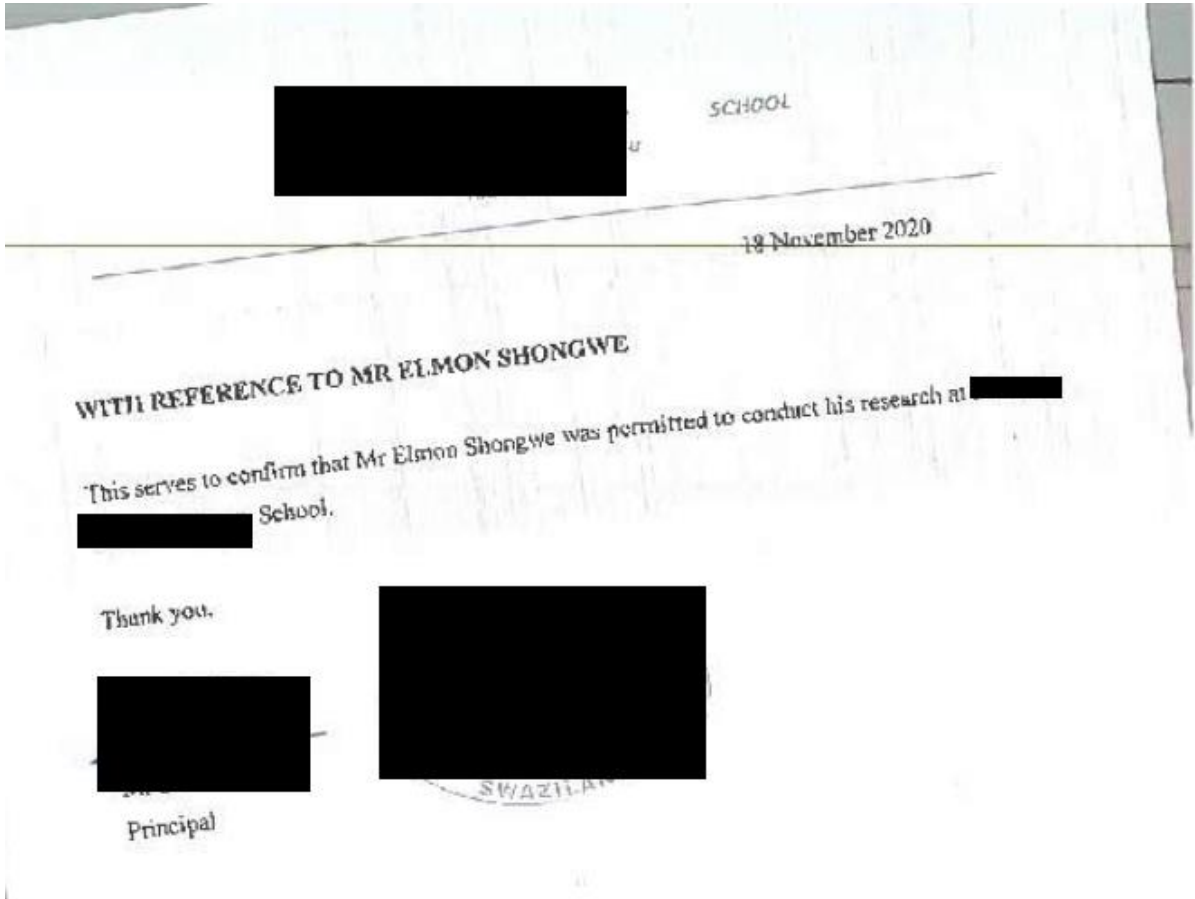 SCHOOL
18 November 2020
WITH REFERENCE TO MR ELMON SHONGWE
This serves to confirm that Mr Elmon Shongwe was permitted to conduct his research at
School.
Thank you.
Principal